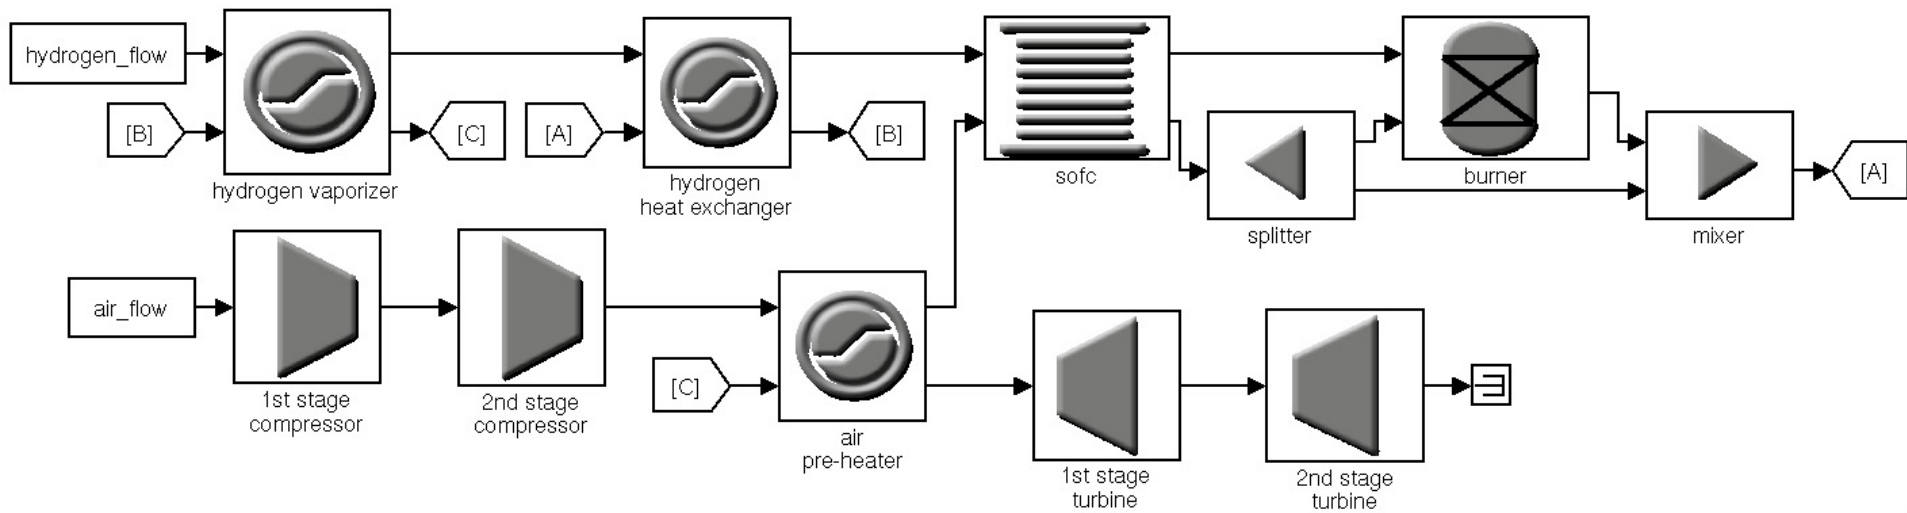 hydrogen_flow
[B]
hydrogen vaporizer
[C]
[A]
hydrogen
heat exchanger
[B]
sofc
splitter
burner
mixer
[A]
air_flow
1st stage
compressor
2nd stage
compressor
[C]
air
pre-heater
1st stage
turbine
2nd stage
turbine